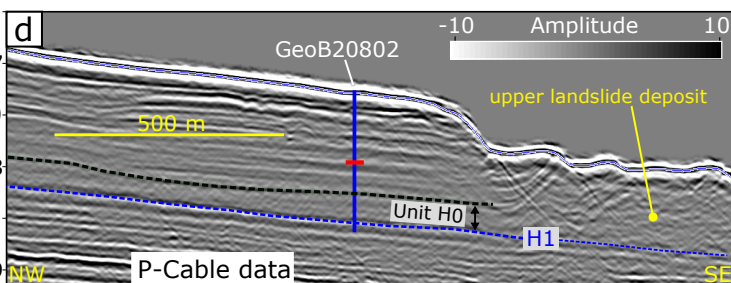 d
-10 Amplitude 10
GeoB20802
upper landslide deposit
500 m
Unit H0
H1
NW
P-Cable data
SE